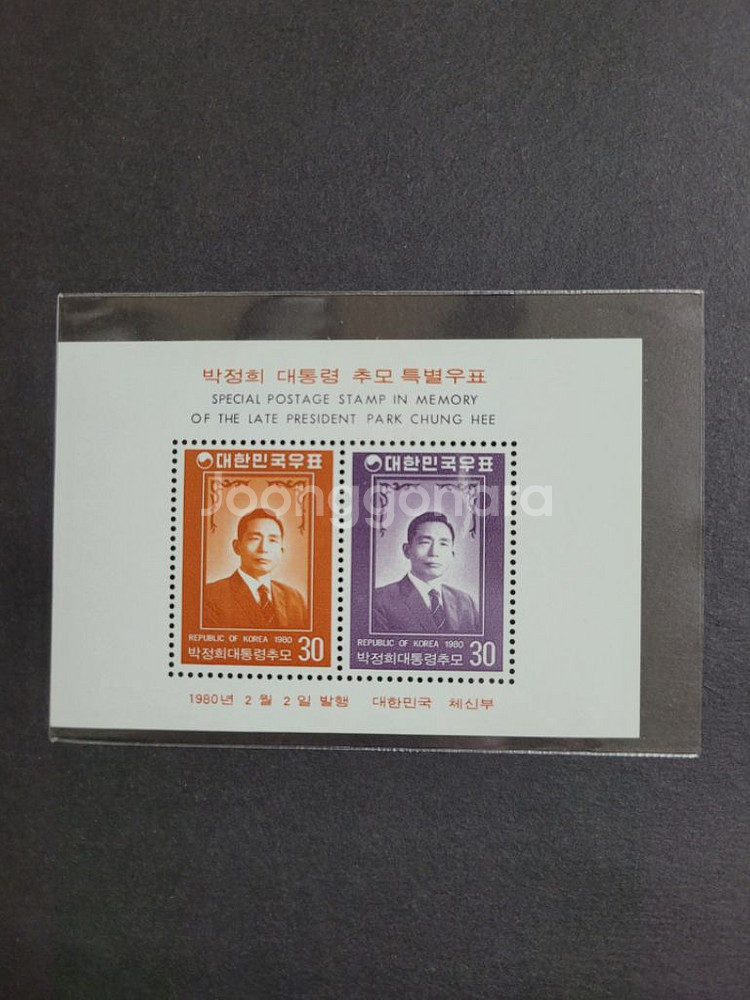 박정희 대통령 추모 특별우표
SPECIAL POSTAGE STAMP IN MEMORY
OF THE LATE PRESIDENT PARK CHUNG HEE
대한민국우표
REPUBLIC OF KOREA 1980
박정희대통령추모 30
대한민국우표
REPUBLIC OF KOREA 1980
박정희대통령추모 30
Joonggonara
1980년 2 월 2 일 발행 대한민국 체신부